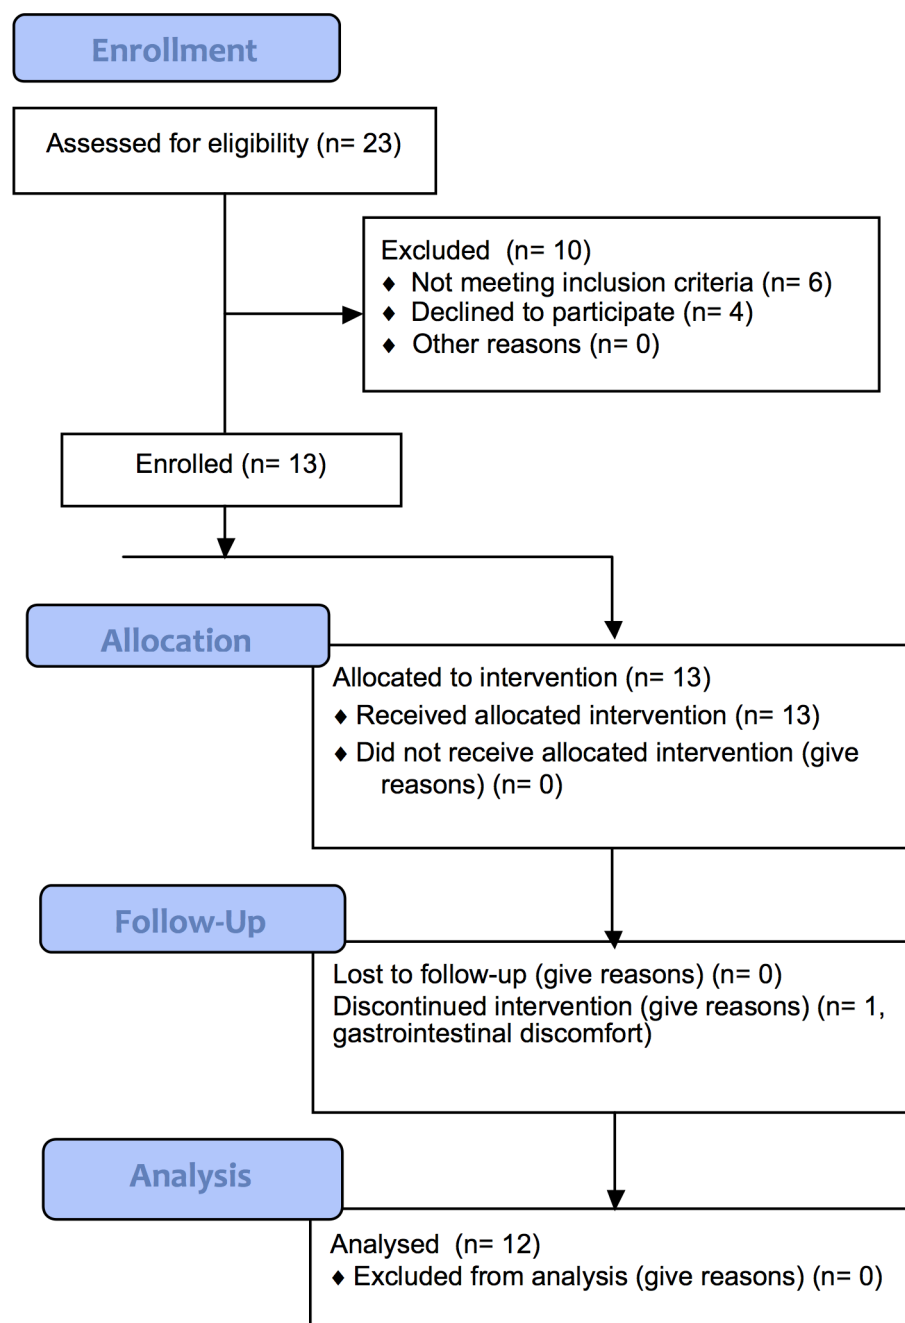 Enrollment
Assessed for eligibility (n= 23)
Excluded (n= 10)
♦ Not meeting inclusion criteria (n= 6)
♦ Declined to participate (n= 4)
♦ Other reasons (n= 0)
Enrolled (n= 13)
Allocation
Allocated to intervention (n= 13)
♦ Received allocated intervention (n= 13)
♦ Did not receive allocated intervention (give
reasons) (n= 0)
Follow-Up
Lost to follow-up (give reasons) (n= 0)
Discontinued intervention (give reasons) (n= 1,
gastrointestinal discomfort)
Analysis
Analysed (n= 12)
♦ Excluded from analysis (give reasons) (n= 0)